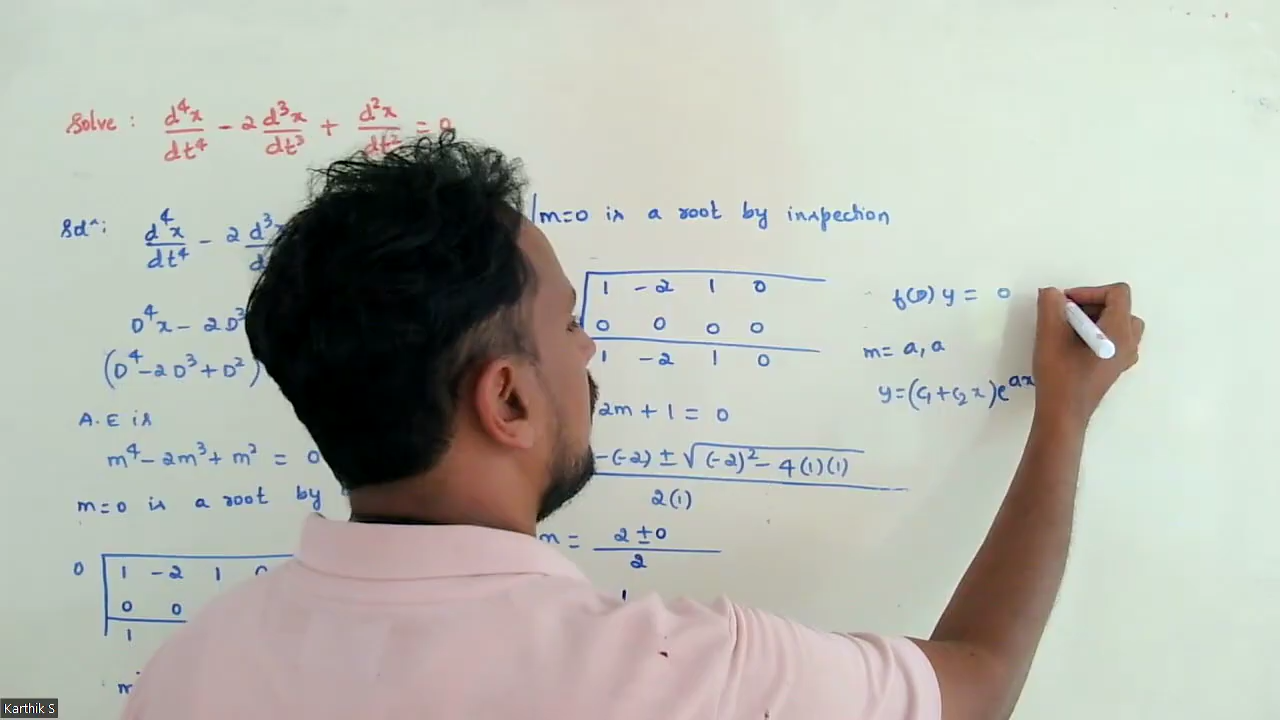 Solve : d⁴x/dt⁴ − 2 d³x/dt³ + d²x/dt² = 0
Solⁿ: d⁴x/dt⁴ − 2 d³
D⁴x − 2D³
(D⁴−2D³+D²)
A.E is
m⁴−2m³+m² = 0
m=0 is a root by
0 | 1 −2 1
0 0
1
m=0 is a root by inspection
1 −2 1 0
0 0 0 0
1 −2 1 0
2m+1 = 0
−(−2) ± √(−2)²−4(1)(1)
2(1)
m = 2±0/2
f(D)y = 0
m= a,a
y=(c₁+c₂x)e^ax
Karthik S